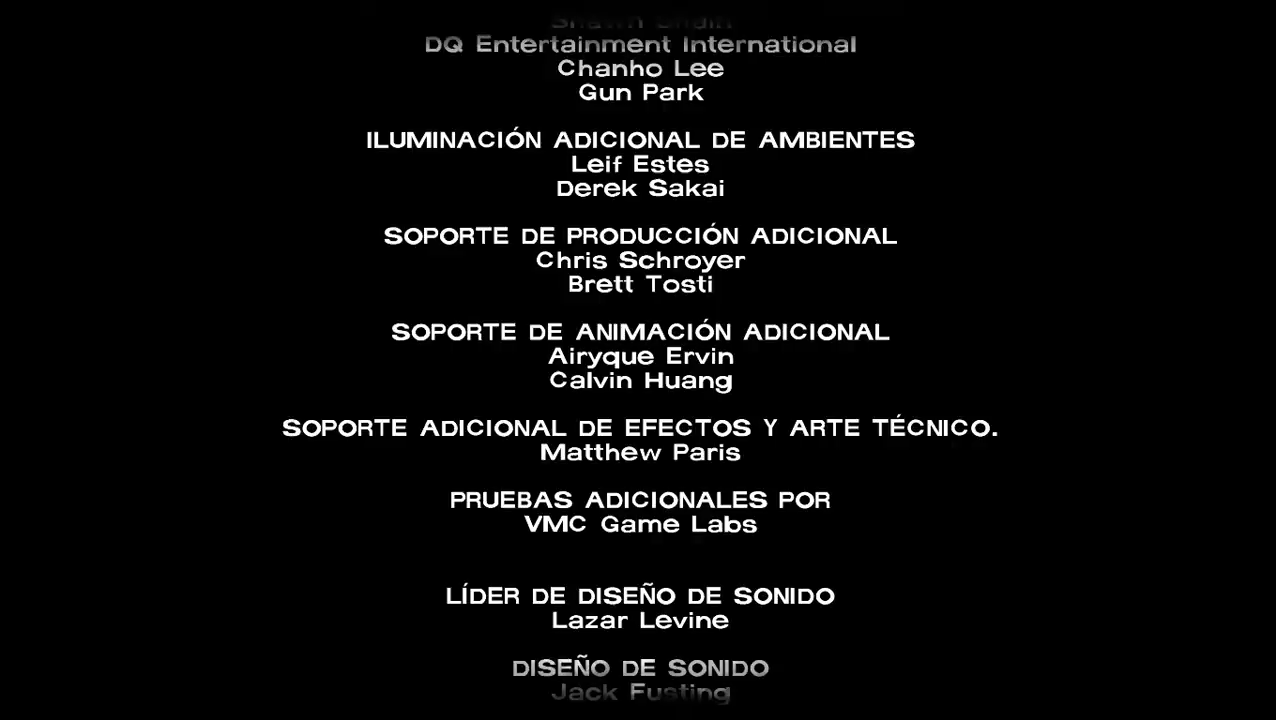 DQ Entertainment International
Chanho Lee
Gun Park
ILUMINACIÓN ADICIONAL DE AMBIENTES
Leif Estes
Derek Sakai
SOPORTE DE PRODUCCIÓN ADICIONAL
Chris Schroyer
Brett Tosti
SOPORTE DE ANIMACIÓN ADICIONAL
Airyque Ervin
Calvin Huang
SOPORTE ADICIONAL DE EFECTOS Y ARTE TÉCNICO.
Matthew Paris
PRUEBAS ADICIONALES POR
VMC Game Labs
LÍDER DE DISEÑO DE SONIDO
Lazar Levine
DISEÑO DE SONIDO
Jack Fusting